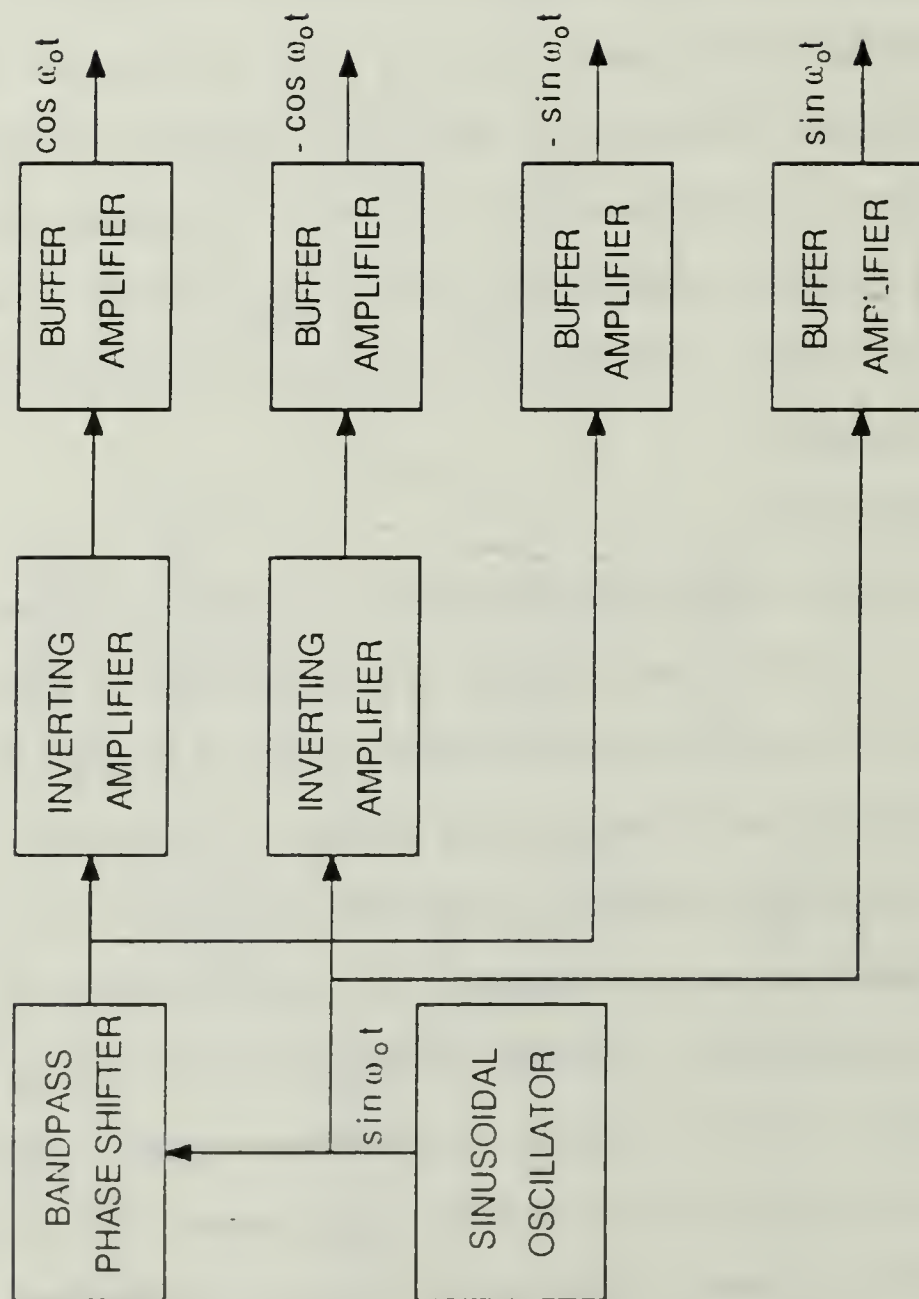 BANDPASS
PHASE SHIFTER
INVERTING
AMPLIFIER
BUFFER
AMPLIFIER
cos ω₀t
INVERTING
AMPLIFIER
BUFFER
AMPLIFIER
- cos ω₀t
sin ω₀t
SINUSOIDAL
OSCILLATOR
BUFFER
AMPLIFIER
- sin ω₀t
BUFFER
AMPLIFIER
sin ω₀t